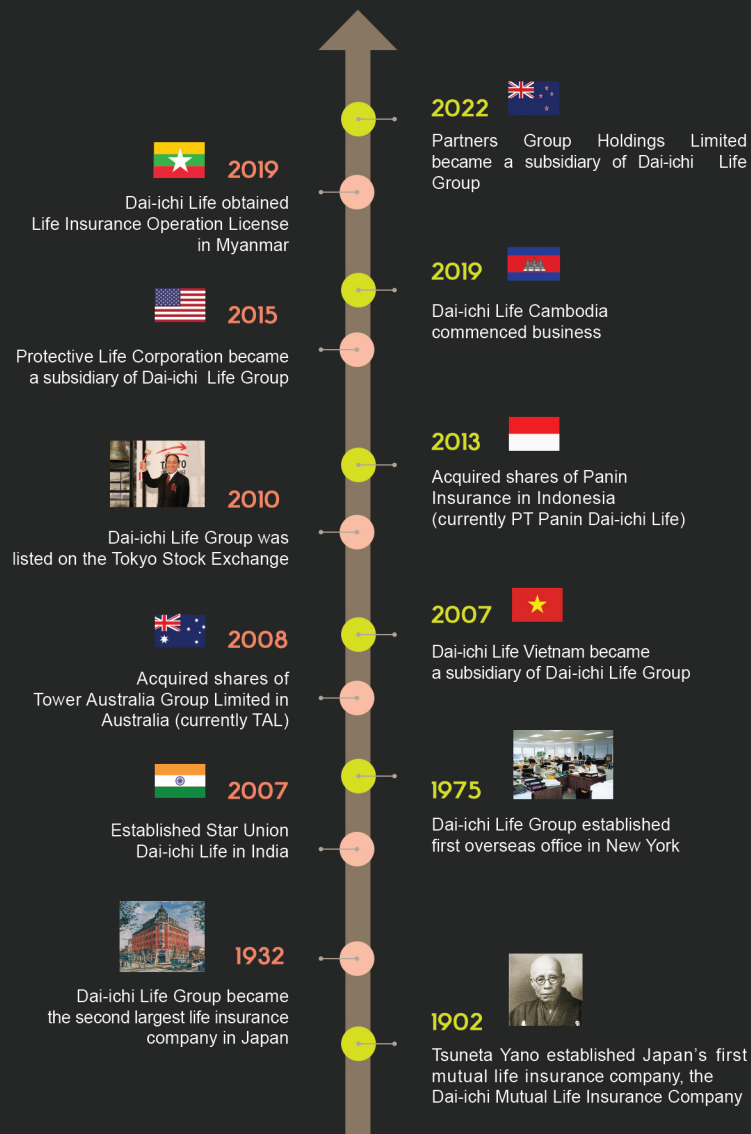 2022
Partners Group Holdings Limited
became a subsidiary of Dai-ichi Life
Group
2019
Dai-ichi Life obtained
Life Insurance Operation License
in Myanmar
2019
Dai-ichi Life Cambodia
commenced business
2015
Protective Life Corporation became
a subsidiary of Dai-ichi Life Group
2013
Acquired shares of Panin
Insurance in Indonesia
(currently PT Panin Dai-ichi Life)
2010
Dai-ichi Life Group was
listed on the Tokyo Stock Exchange
2007
Dai-ichi Life Vietnam became
a subsidiary of Dai-ichi Life Group
2008
Acquired shares of
Tower Australia Group Limited in
Australia (currently TAL)
1975
Dai-ichi Life Group established
first overseas office in New York
2007
Established Star Union
Dai-ichi Life in India
1932
Dai-ichi Life Group became
the second largest life insurance
company in Japan
1902
Tsuneta Yano established Japan's first
mutual life insurance company, the
Dai-ichi Mutual Life Insurance Company